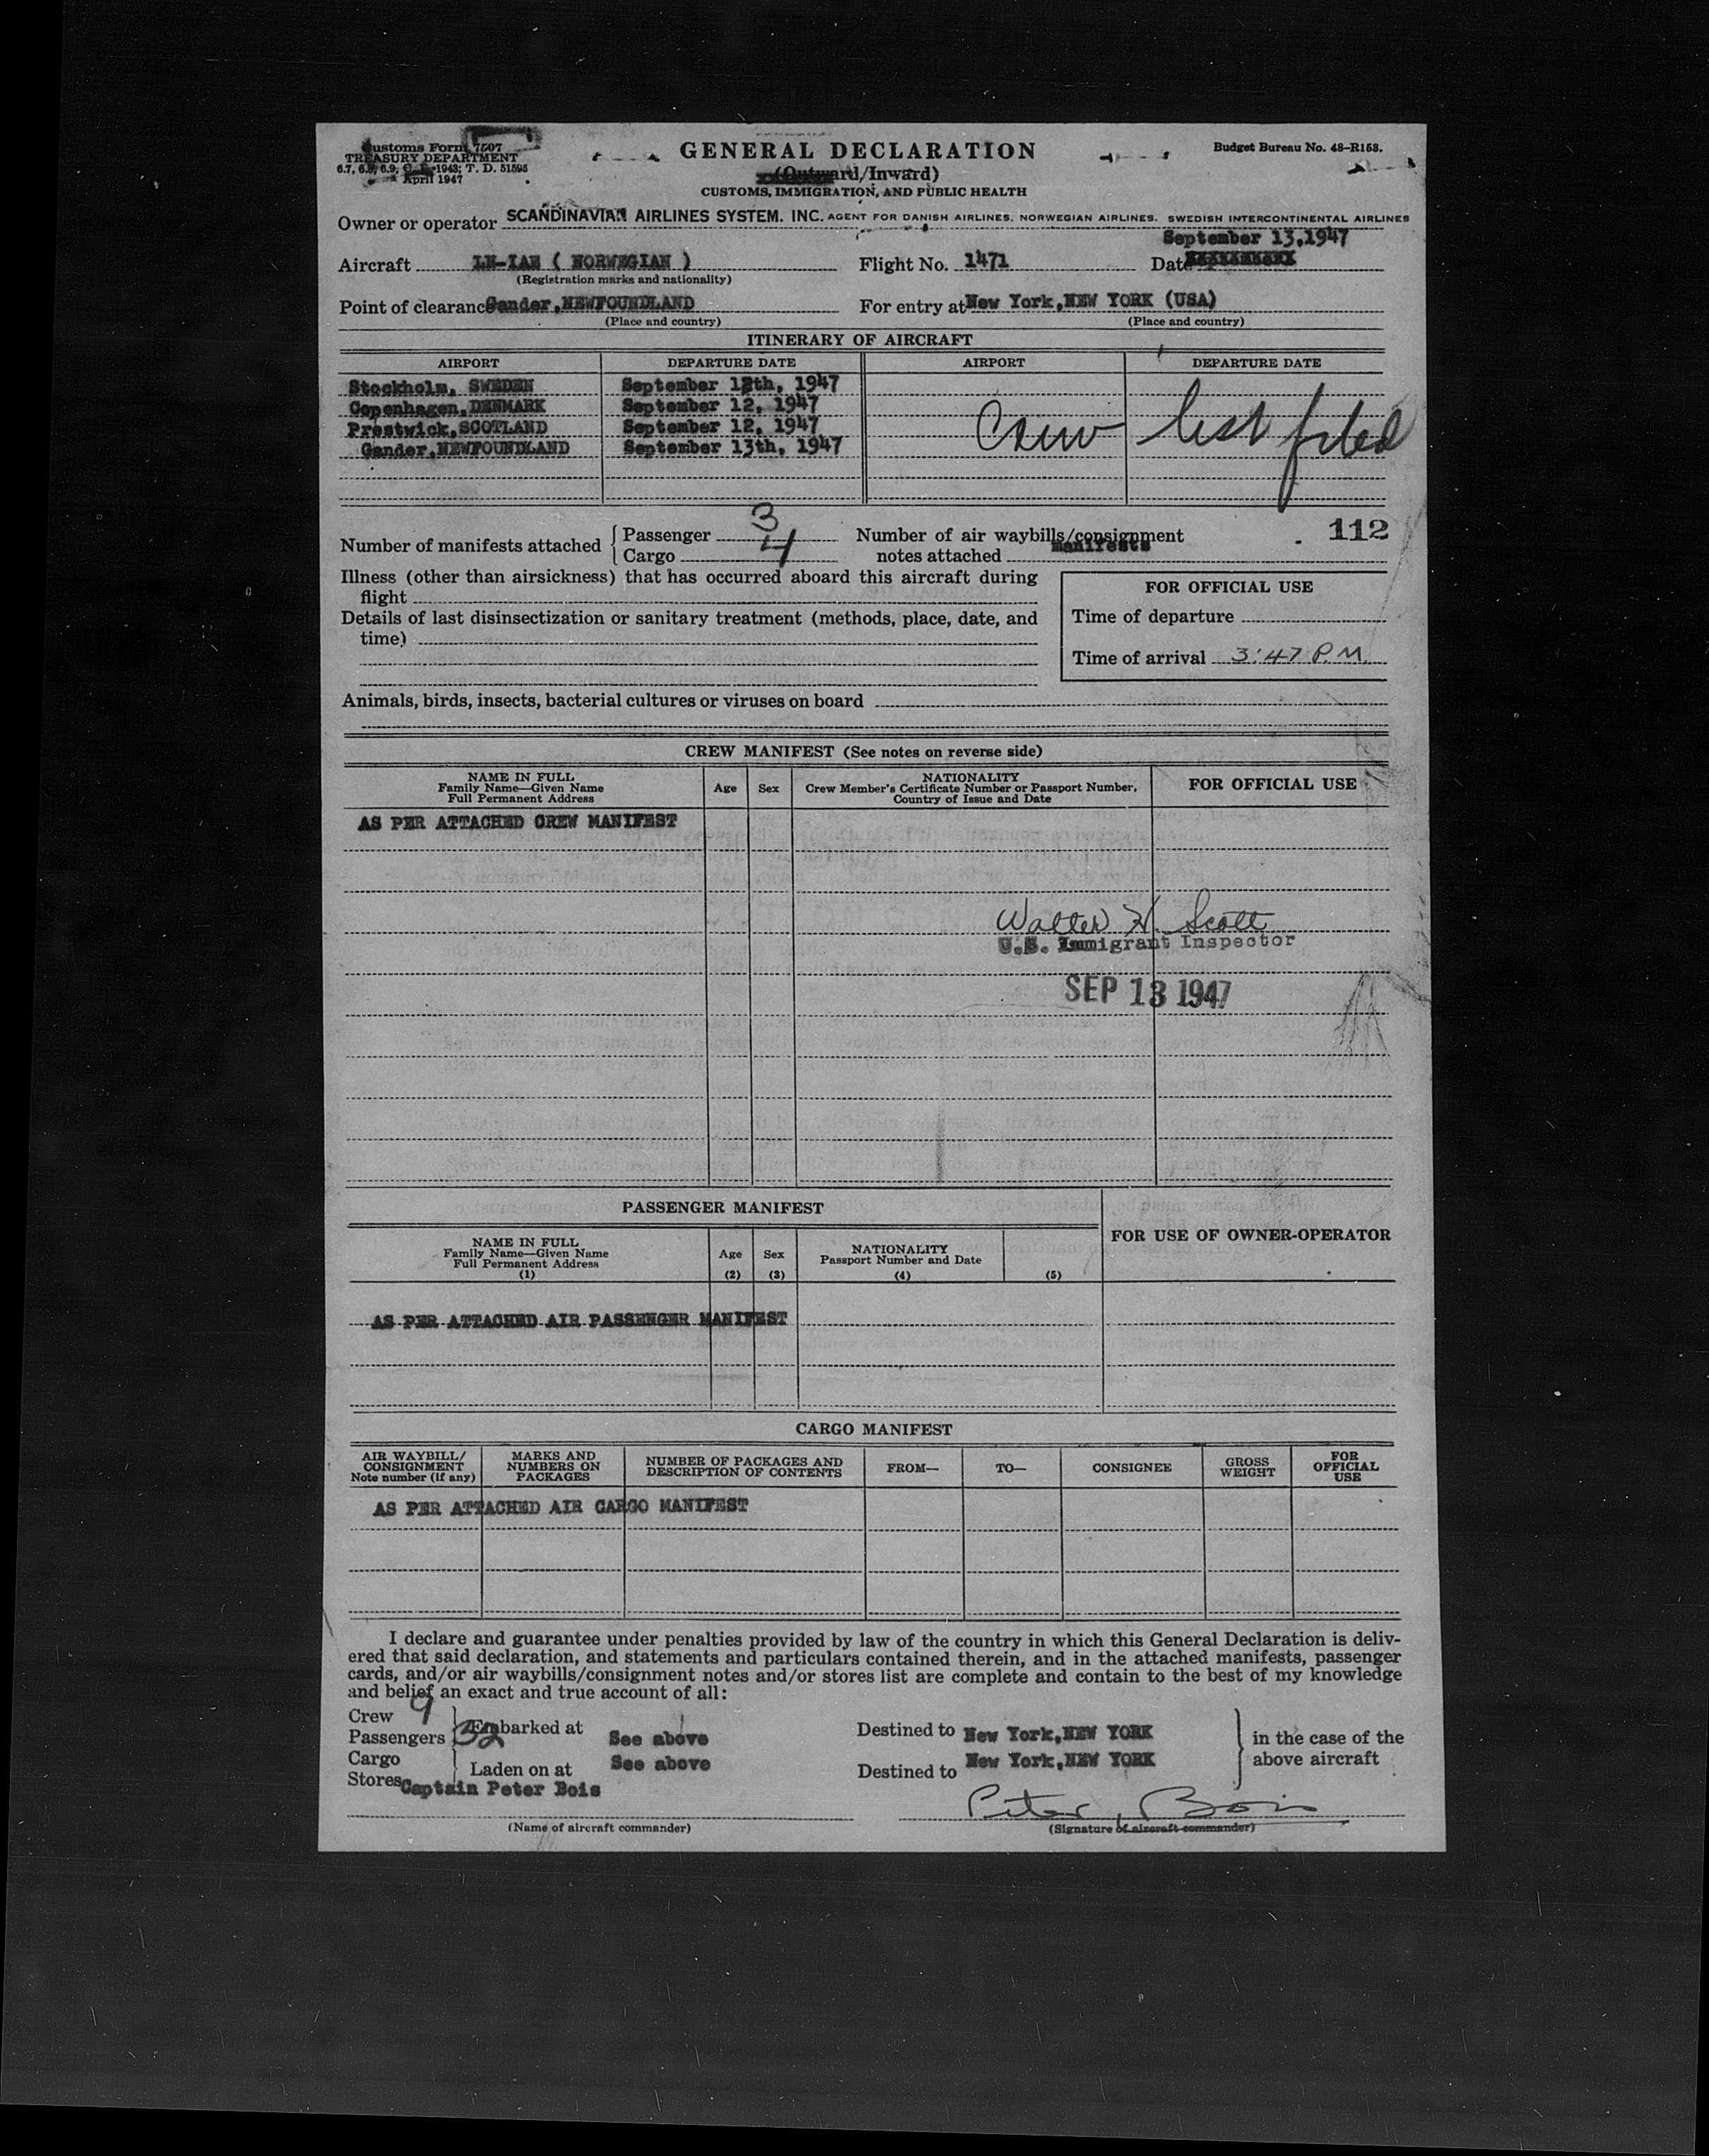 Customs Form 7507
TREASURY DEPARTMENT
6.7, 6.8, 6.9, 1943; T. D. 51595
April 1947
GENERAL DECLARATION
(Outward/Inward)
CUSTOMS, IMMIGRATION, AND PUBLIC HEALTH
Budget Bureau No. 48-R153.
Owner or operator SCANDINAVIAN AIRLINES SYSTEM. INC. AGENT FOR DANISH AIRLINES, NORWEGIAN AIRLINES. SWEDISH INTERCONTINENTAL AIRLINES
September 13,1947
Aircraft LN-IAE ( NORWEGIAN ) Flight No. 1471 Date
(Registration marks and nationality)
Point of clearance Gander,NEWFOUNDLAND For entry at New York,NEW YORK (USA)
(Place and country) (Place and country)
ITINERARY OF AIRCRAFT
AIRPORT DEPARTURE DATE AIRPORT DEPARTURE DATE
Stockholm, SWEDEN September 12th, 1947
Copenhagen,DENMARK September 12, 1947
Prestwick,SCOTLAND September 12, 1947 Crew list filed
Gander,NEWFOUNDLAND September 13th, 1947
Number of manifests attached { Passenger 3
Cargo 4
Number of air waybills/consignment
notes attached manifests
112
Illness (other than airsickness) that has occurred aboard this aircraft during
flight
Details of last disinsectization or sanitary treatment (methods, place, date, and
time)
FOR OFFICIAL USE
Time of departure
Time of arrival 3:47 P.M.
Animals, birds, insects, bacterial cultures or viruses on board
CREW MANIFEST (See notes on reverse side)
NAME IN FULL
Family Name—Given Name
Full Permanent Address
Age
Sex
NATIONALITY
Crew Member's Certificate Number or Passport Number,
Country of Issue and Date
FOR OFFICIAL USE
AS PER ATTACHED CREW MANIFEST
Walter H. Scott
U.S. Immigrant Inspector
SEP 13 1947
PASSENGER MANIFEST
FOR USE OF OWNER-OPERATOR
NAME IN FULL
Family Name—Given Name
Full Permanent Address
(1)
Age
(2)
Sex
(3)
NATIONALITY
Passport Number and Date
(4)
(5)
AS PER ATTACHED AIR PASSENGER MANIFEST
CARGO MANIFEST
AIR WAYBILL/
CONSIGNMENT
Note number (if any)
MARKS AND
NUMBERS ON
PACKAGES
NUMBER OF PACKAGES AND
DESCRIPTION OF CONTENTS
FROM—
TO—
CONSIGNEE
GROSS
WEIGHT
FOR
OFFICIAL
USE
AS PER ATTACHED AIR CARGO MANIFEST
I declare and guarantee under penalties provided by law of the country in which this General Declaration is deliv-
ered that said declaration, and statements and particulars contained therein, and in the attached manifests, passenger
cards, and/or air waybills/consignment notes and/or stores list are complete and contain to the best of my knowledge
and belief an exact and true account of all:
Crew 9
Passengers 32 Embarked at See above Destined to New York,NEW YORK
Cargo
Stores Laden on at See above Destined to New York,NEW YORK
in the case of the
above aircraft
Captain Peter Bois
Peter Bois
(Name of aircraft commander) (Signature of aircraft commander)